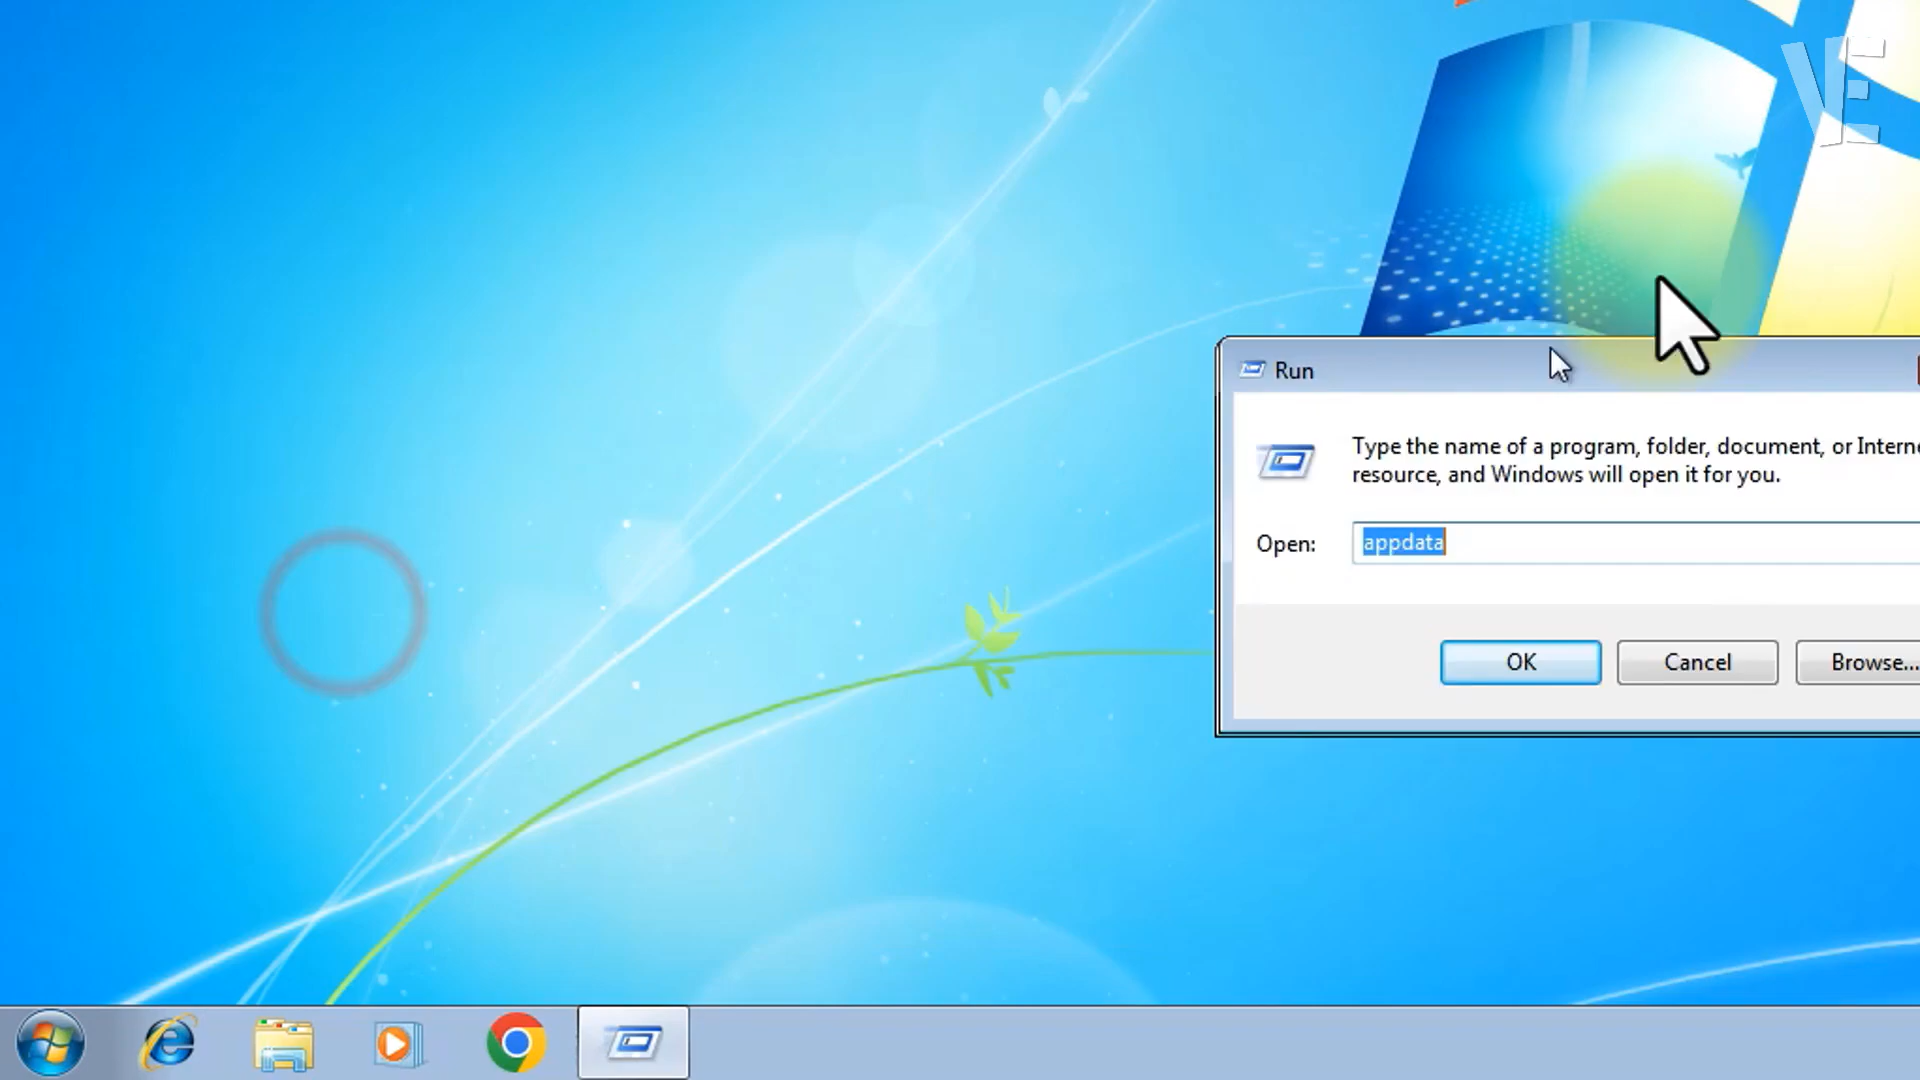 VE
Run
Type the name of a program, folder, document, or Interne
resource, and Windows will open it for you.
Open:
appdata
OK
Cancel
Browse...